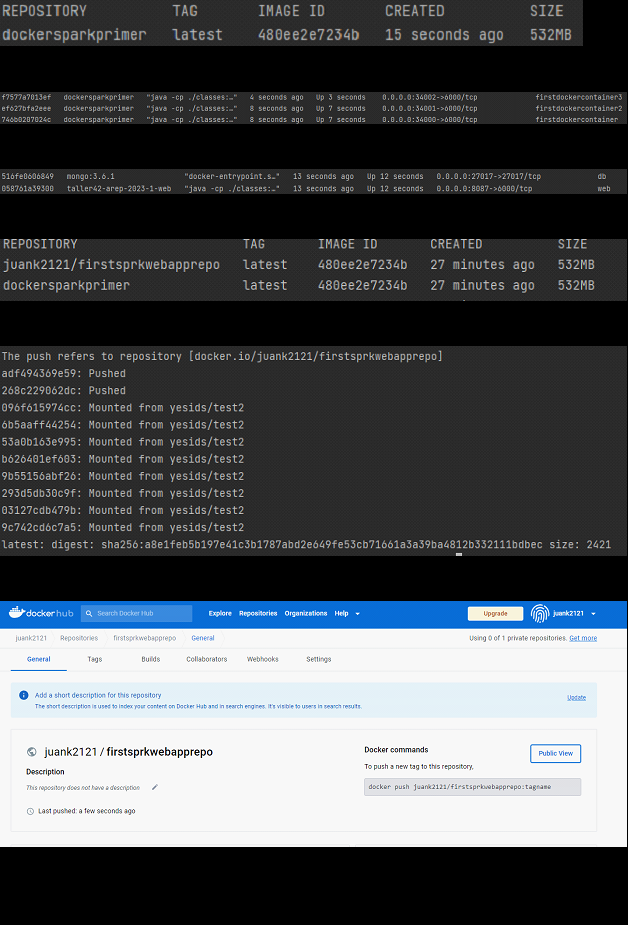 REPOSITORY TAG IMAGE ID CREATED SIZE
dockersparkprimer latest 480ee2e7234b 15 seconds ago 532MB
f7577a7013ef dockersparkprimer "java -cp ./classes:…" 4 seconds ago Up 3 seconds 0.0.0.0:34002->6000/tcp firstdockercontainer3
ef627bfa2eee dockersparkprimer "java -cp ./classes:…" 8 seconds ago Up 7 seconds 0.0.0.0:34001->6000/tcp firstdockercontainer2
746b0207024c dockersparkprimer "java -cp ./classes:…" 8 seconds ago Up 7 seconds 0.0.0.0:34000->6000/tcp firstdockercontainer
516fe0606849 mongo:3.6.1 "docker-entrypoint.s…" 13 seconds ago Up 12 seconds 0.0.0.0:27017->27017/tcp db
058761a39300 taller42-arep-2023-1-web "java -cp ./classes:…" 13 seconds ago Up 12 seconds 0.0.0.0:8087->6000/tcp web
REPOSITORY TAG IMAGE ID CREATED SIZE
juank2121/firstsprkwebapprepo latest 480ee2e7234b 27 minutes ago 532MB
dockersparkprimer latest 480ee2e7234b 27 minutes ago 532MB
The push refers to repository [docker.io/juank2121/firstsprkwebapprepo]
adf494369e59: Pushed
268c229062dc: Pushed
096f615974cc: Mounted from yesids/test2
6b5aaff44254: Mounted from yesids/test2
53a0b163e995: Mounted from yesids/test2
b626401ef603: Mounted from yesids/test2
9b55156abf26: Mounted from yesids/test2
293d5db30c9f: Mounted from yesids/test2
03127cdb479b: Mounted from yesids/test2
9c742cd6c7a5: Mounted from yesids/test2
latest: digest: sha256:a8e1feb5b197e41c3b1787abd2e649fe53cb71661a3a39ba4812b332111bdbec size: 2421
docker hub Search Docker Hub Explore Repositories Organizations Help Upgrade juank2121
juank2121 Repositories firstsprkwebapprepo General Using 0 of 1 private repositories. Get more
General Tags Builds Collaborators Webhooks Settings
Add a short description for this repository Update
The short description is used to index your content on Docker Hub and in search engines. It's visible to users in search results.
juank2121 / firstsprkwebapprepo Docker commands Public View
Description To push a new tag to this repository,
This repository does not have a description docker push juank2121/firstsprkwebapprepo:tagname
Last pushed: a few seconds ago